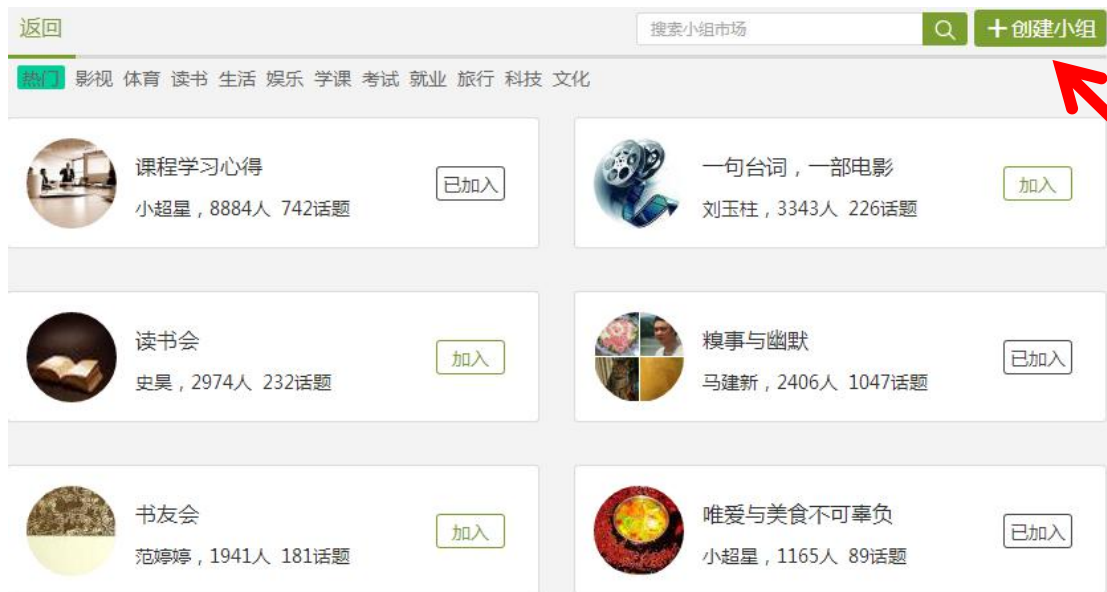 返回
搜索小组市场
+创建小组
热门 影视 体育 读书 生活 娱乐 学课 考试 就业 旅行 科技 文化
课程学习心得
小超星，8884人 742话题
已加入
一句台词，一部电影
刘玉柱，3343人 226话题
加入
读书会
史昊，2974人 232话题
加入
糗事与幽默
马建新，2406人 1047话题
已加入
书友会
范婷婷，1941人 181话题
加入
唯爱与美食不可辜负
小超星，1165人 89话题
已加入